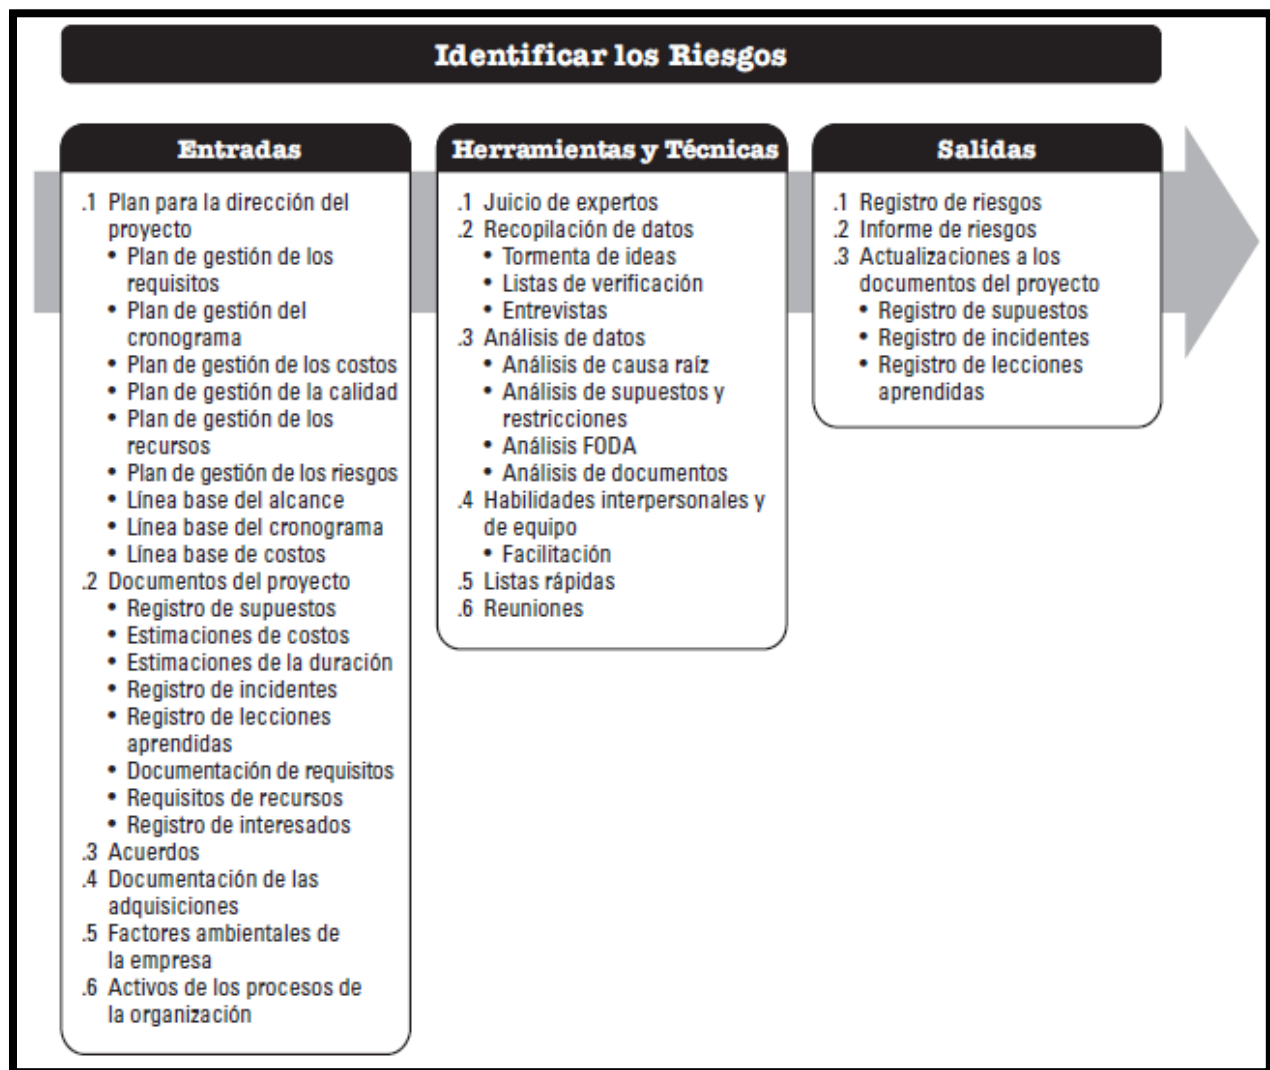 Identificar los Riesgos
Entradas
.1 Plan para la dirección del
proyecto
• Plan de gestión de los
requisitos
• Plan de gestión del
cronograma
• Plan de gestión de los costos
• Plan de gestión de la calidad
• Plan de gestión de los
recursos
• Plan de gestión de los riesgos
• Línea base del alcance
• Línea base del cronograma
• Línea base de costos
.2 Documentos del proyecto
• Registro de supuestos
• Estimaciones de costos
• Estimaciones de la duración
• Registro de incidentes
• Registro de lecciones
aprendidas
• Documentación de requisitos
• Requisitos de recursos
• Registro de interesados
.3 Acuerdos
.4 Documentación de las
adquisiciones
.5 Factores ambientales de
la empresa
.6 Activos de los procesos de
la organización
Herramientas y Técnicas
.1 Juicio de expertos
.2 Recopilación de datos
• Tormenta de ideas
• Listas de verificación
• Entrevistas
.3 Análisis de datos
• Análisis de causa raíz
• Análisis de supuestos y
restricciones
• Análisis FODA
• Análisis de documentos
.4 Habilidades interpersonales y
de equipo
• Facilitación
.5 Listas rápidas
.6 Reuniones
Salidas
.1 Registro de riesgos
.2 Informe de riesgos
.3 Actualizaciones a los
documentos del proyecto
• Registro de supuestos
• Registro de incidentes
• Registro de lecciones
aprendidas